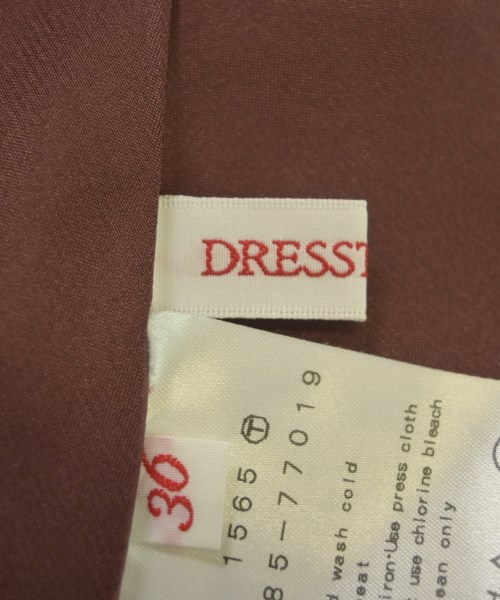 DRESST
36
1565 Ⓣ
85-77019
d wash cold
eat
iron-Use press cloth
use chlorine bleach
ean only